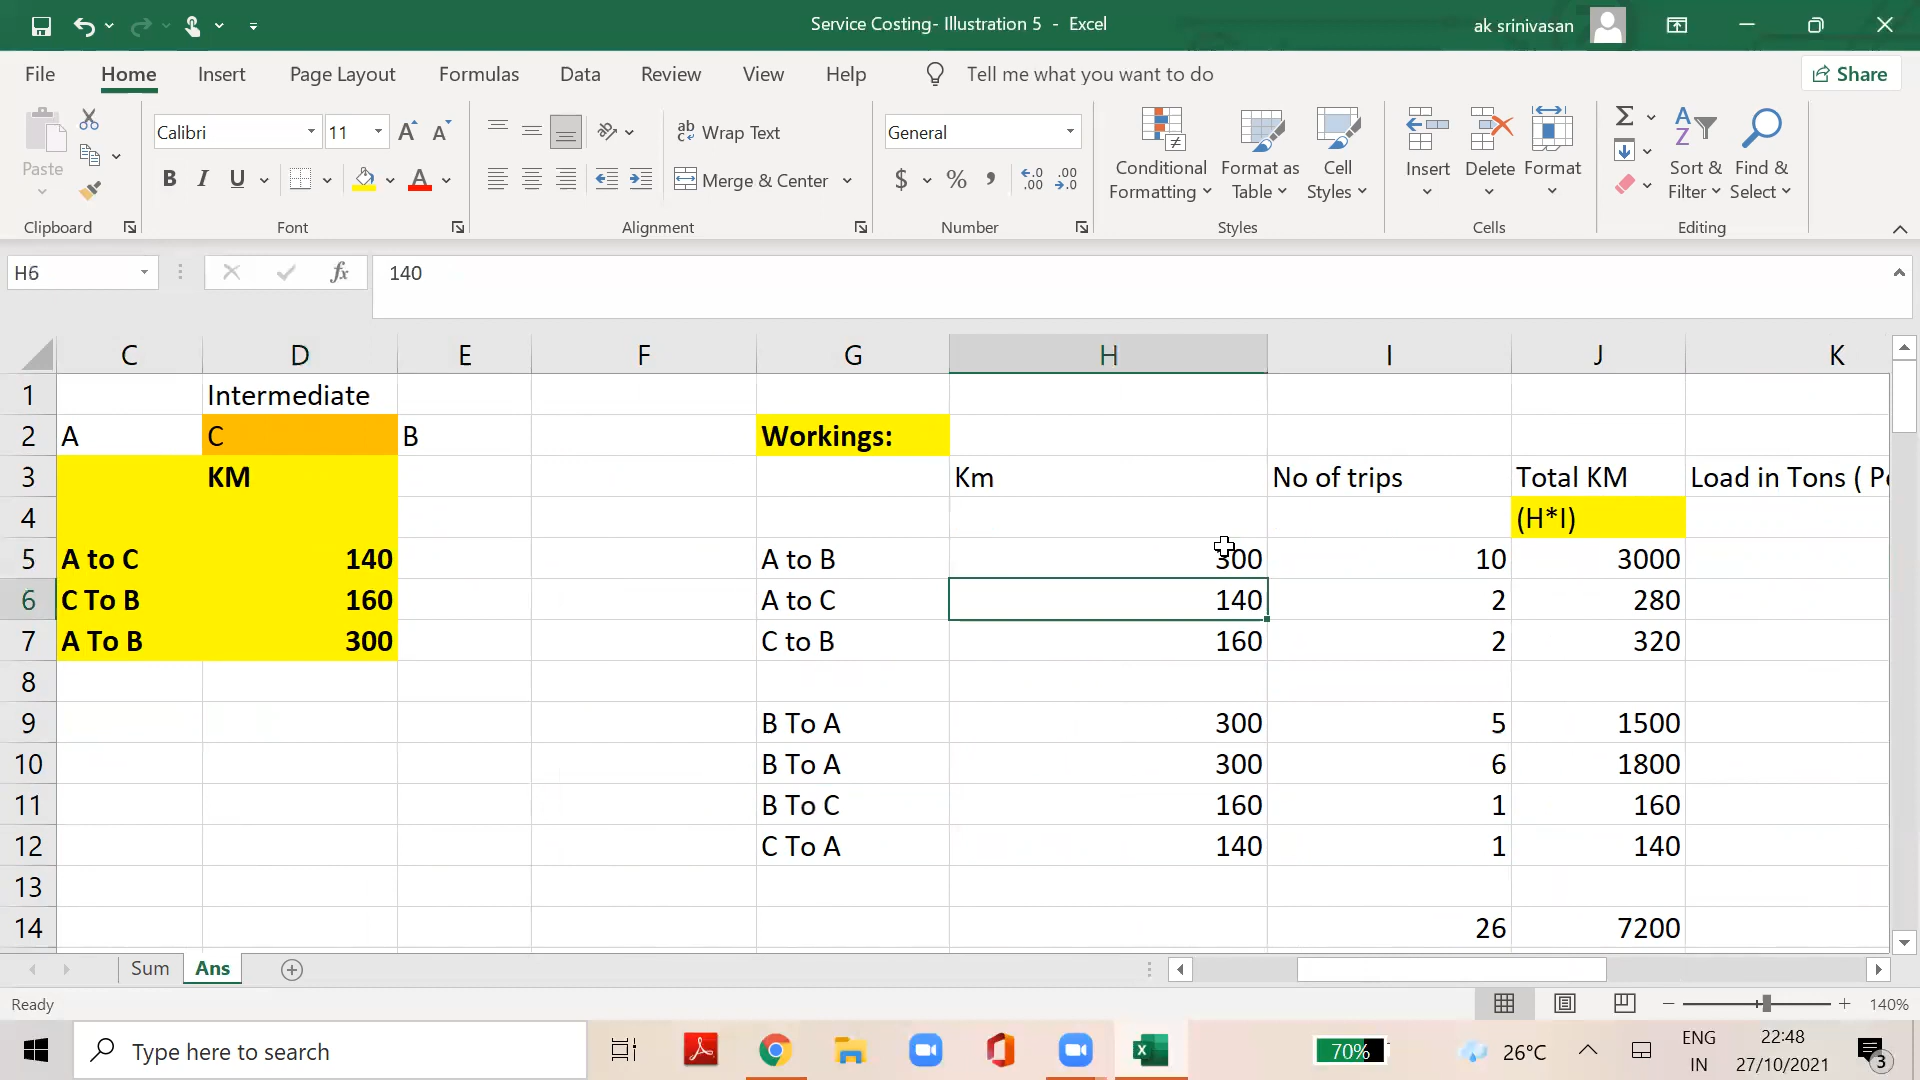 Service Costing- Illustration 5 - Excel
ak srinivasan
File Home Insert Page Layout Formulas Data Review View Help Tell me what you want to do Share
Paste
Clipboard
Calibri 11
B I U
Font
Wrap Text
Merge & Center
Alignment
General
$ % ,
Number
Conditional Formatting
Format as Table
Cell Styles
Styles
Insert Delete Format
Cells
Sort & Filter
Find & Select
Editing
H6 fx 140
C D E F G H I J K
1 Intermediate
2 A C B Workings:
3 KM Km No of trips Total KM Load in Tons ( P
4 (H*I)
5 A to C 140 A to B 300 10 3000
6 C To B 160 A to C 140 2 280
7 A To B 300 C to B 160 2 320
8
9 B To A 300 5 1500
10 B To A 300 6 1800
11 B To C 160 1 160
12 C To A 140 1 140
13
14 26 7200
Sum Ans
Ready 140%
Type here to search
70%
26°C
ENG
IN
22:48
27/10/2021
3